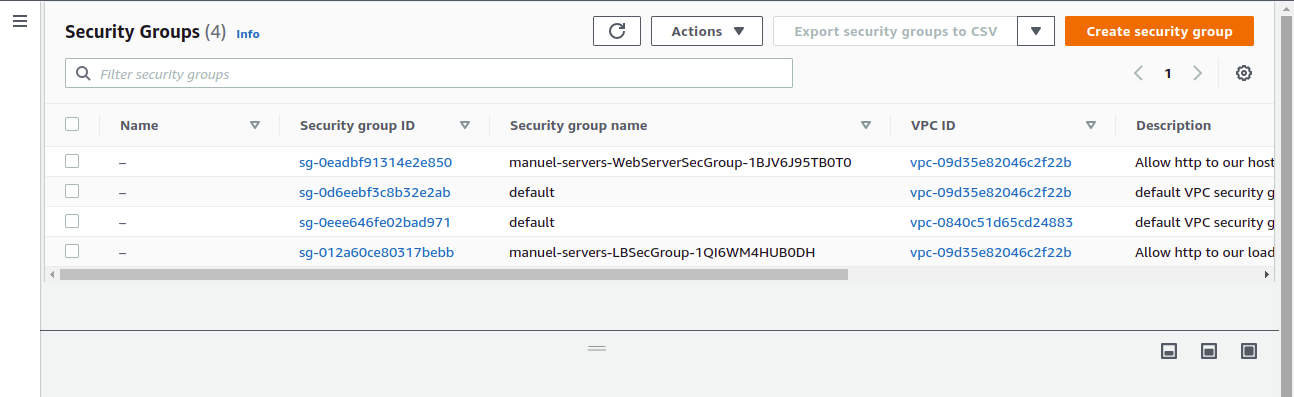 Security Groups (4) Info
Actions
Export security groups to CSV
Create security group
Filter security groups
1
Name Security group ID Security group name VPC ID Description
– sg-0eadbf91314e2e850 manuel-servers-WebServerSecGroup-1BJV6J95TB0T0 vpc-09d35e82046c2f22b Allow http to our host
– sg-0d6eebf3c8b32e2ab default vpc-09d35e82046c2f22b default VPC security g
– sg-0eee646fe02bad971 default vpc-0840c51d65cd24883 default VPC security g
– sg-012a60ce80317bebb manuel-servers-LBSecGroup-1QI6WM4HUB0DH vpc-09d35e82046c2f22b Allow http to our load